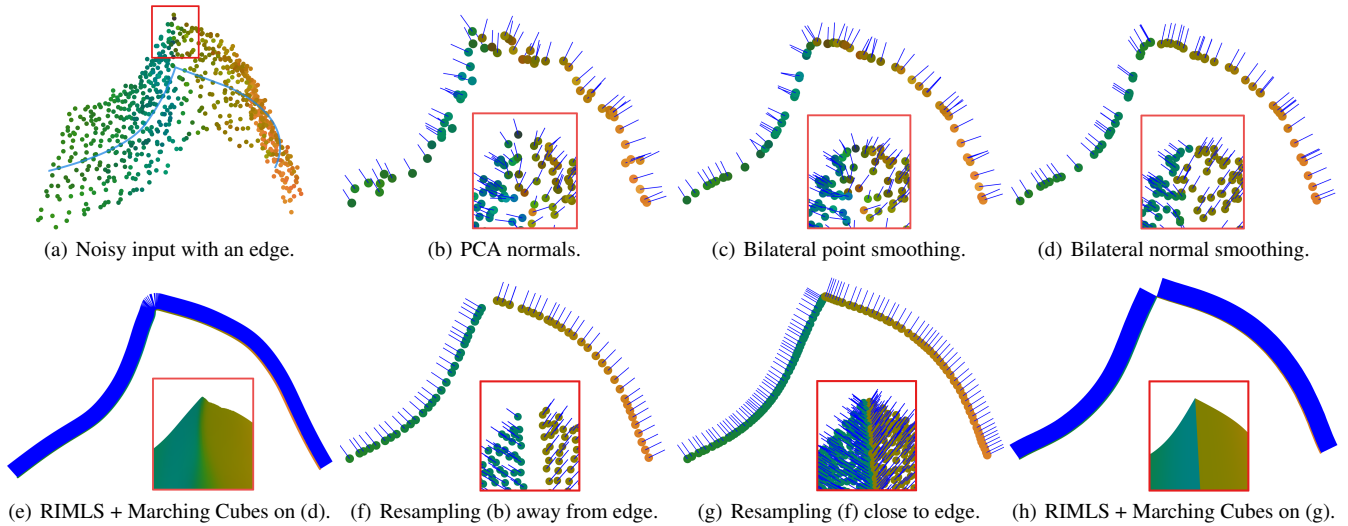 (a) Noisy input with an edge.
(b) PCA normals.
(c) Bilateral point smoothing.
(d) Bilateral normal smoothing.
(e) RIMLS + Marching Cubes on (d).
(f) Resampling (b) away from edge.
(g) Resampling (f) close to edge.
(h) RIMLS + Marching Cubes on (g).